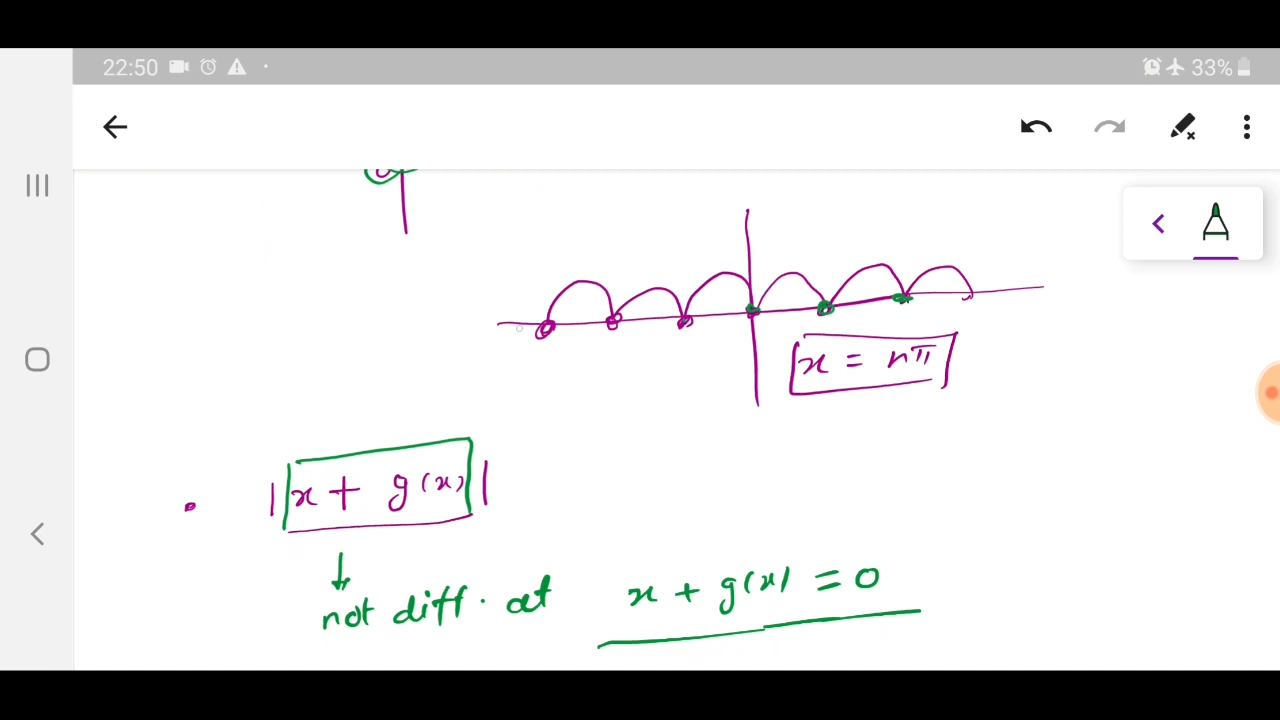 22:50 33%
x = nπ
. |x + g(x)|
↓
not diff. at x + g(x) = 0